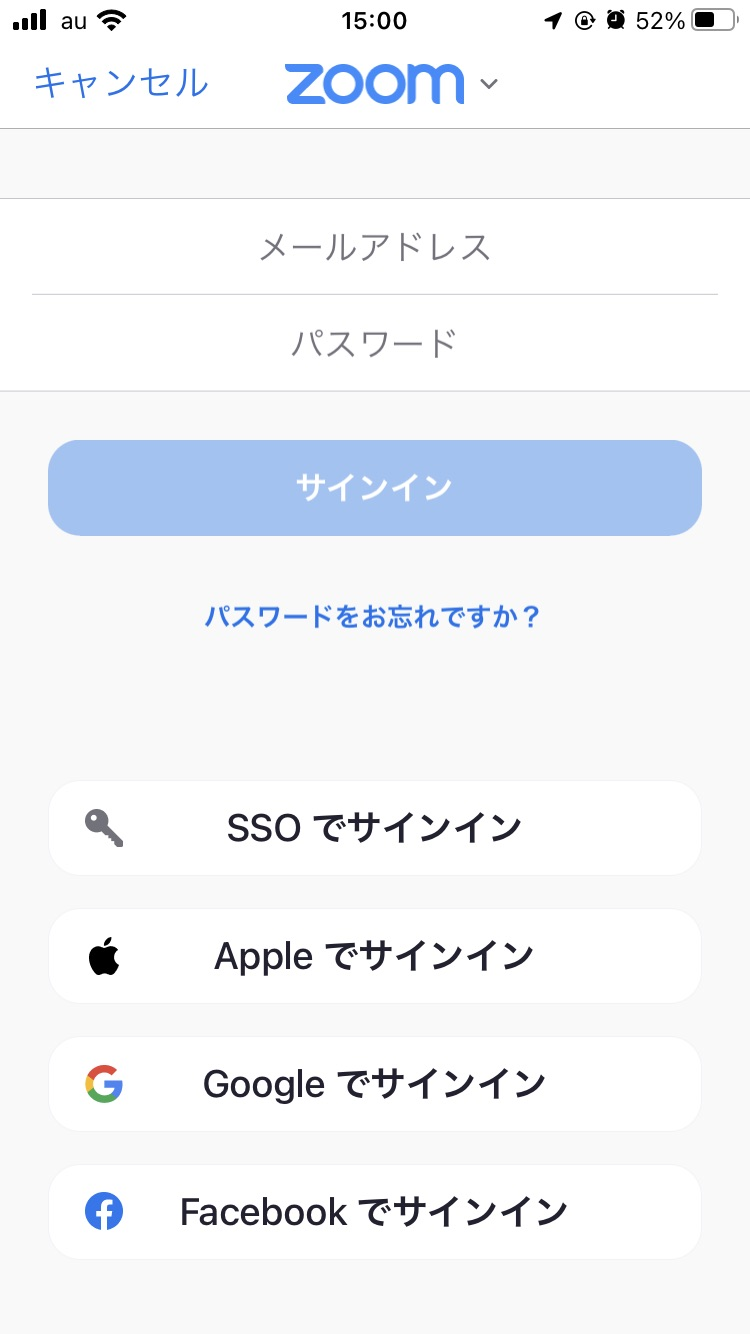 au 15:00 52%
キャンセル zoom
メールアドレス
パスワード
サインイン
パスワードをお忘れですか？
SSO でサインイン
Apple でサインイン
Google でサインイン
Facebook でサインイン